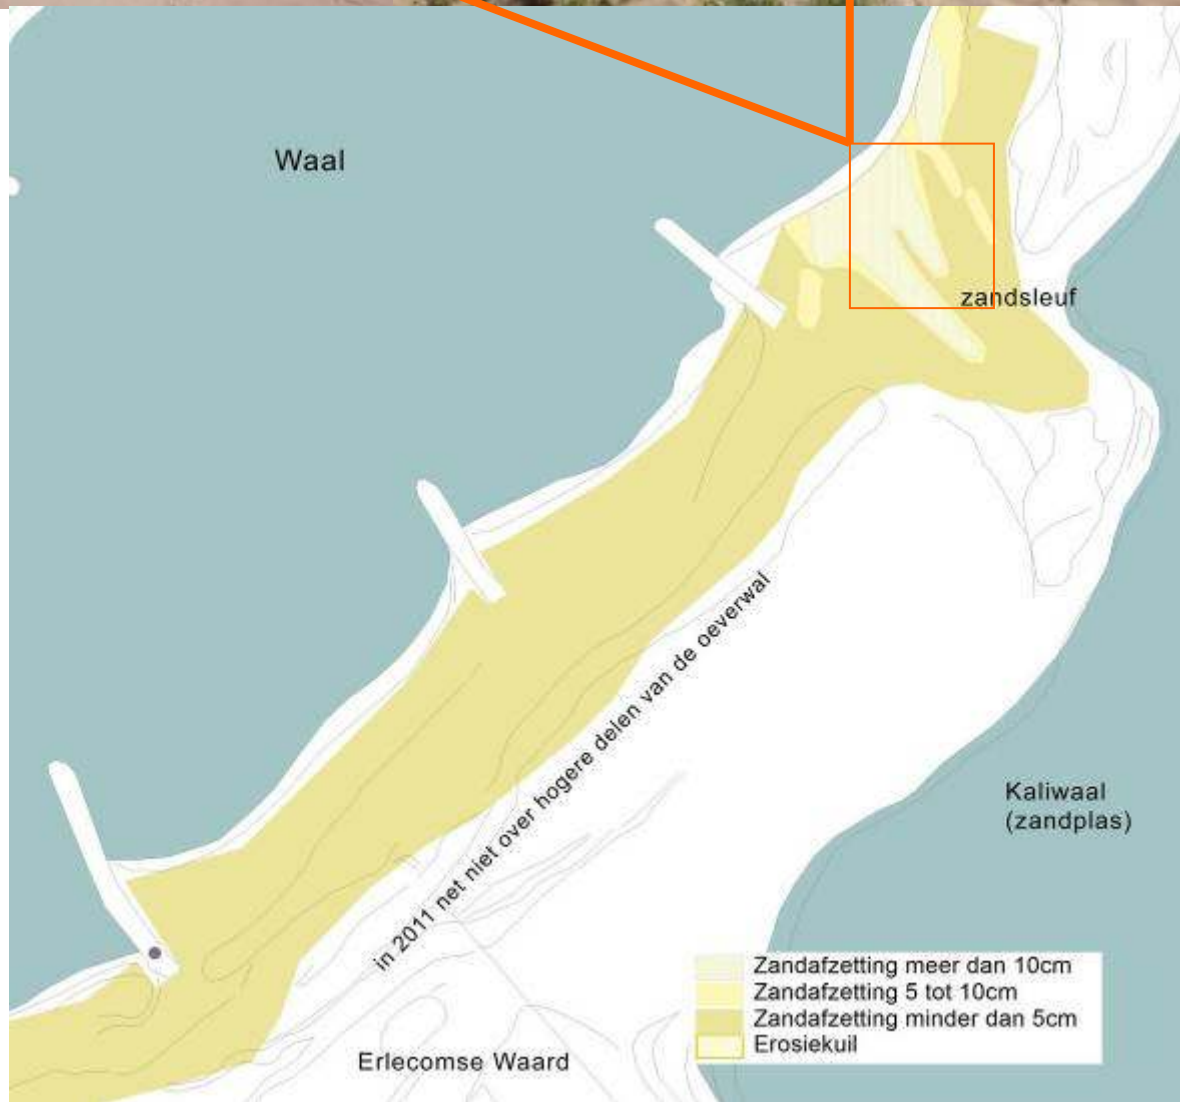 Waal
zandsleuf
in 2011 net niet over hogere delen van de oeverwal
Kaliwaal
(zandplas)
Zandafzetting meer dan 10cm
Zandafzetting 5 tot 10cm
Zandafzetting minder dan 5cm
Erosiekuil
Erlecomse Waard